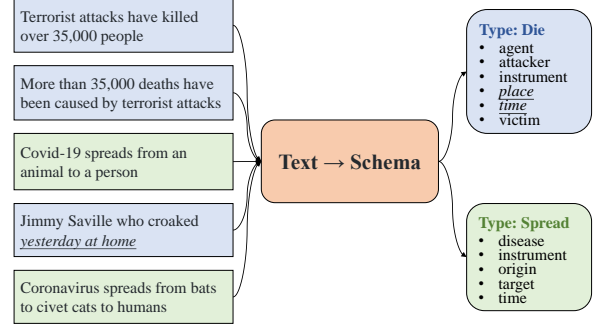 Terrorist attacks have killed
over 35,000 people
More than 35,000 deaths have
been caused by terrorist attacks
Covid-19 spreads from an
animal to a person
Jimmy Saville who croaked
yesterday at home
Coronavirus spreads from bats
to civet cats to humans
Text → Schema
Type: Die
• agent
• attacker
• instrument
• place
• time
• victim
Type: Spread
• disease
• instrument
• origin
• target
• time